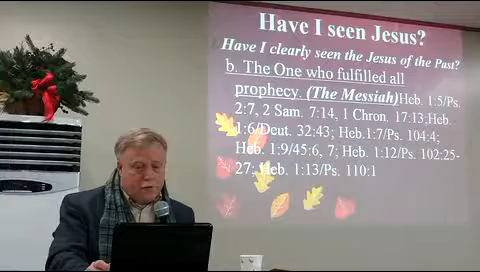 Have I seen Jesus?
Have I clearly seen the Jesus of the Past?
b. The One who fulfilled all
prophecy. (The Messiah)Heb. 1:5/Ps.
2:7, 2 Sam. 7:14, 1 Chron. 17:13;Heb.
1:6/Deut. 32:43; Heb.1:7/Ps. 104:4;
Heb. 1:9/45:6, 7; Heb. 1:12/Ps. 102:25-
27; Heb. 1:13/Ps. 110:1